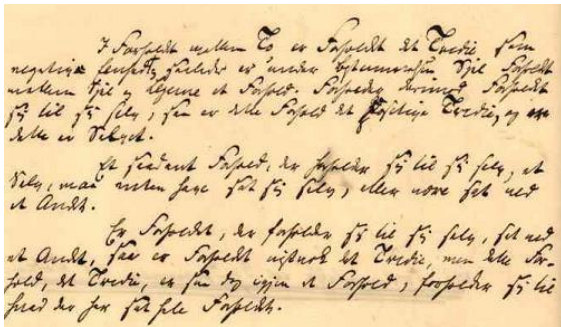 I Forholdet mellem To er Forholdet det Tredie som
negativ Eenhed, saaledes er under Bestemmelsen Sjel Forholdet
mellem Sjel og Legeme et Forhold. Forholder derimod Forholdet
sig til sig selv, saa er dette Forhold det positive Tredie, og
dette er Selvet.
Et saadant Forhold, der forholder sig til sig selv, et
Selv, maa enten have sat sig selv, eller være sat ved
et Andet.
Er Forholdet, der forholder sig til sig selv, sat ved
et Andet, saa er Forholdet vistnok det Tredie, men dette For-
hold, det Tredie, er saa dog igjen et Forhold, forholder sig til
hvad der har sat hele Forholdet.